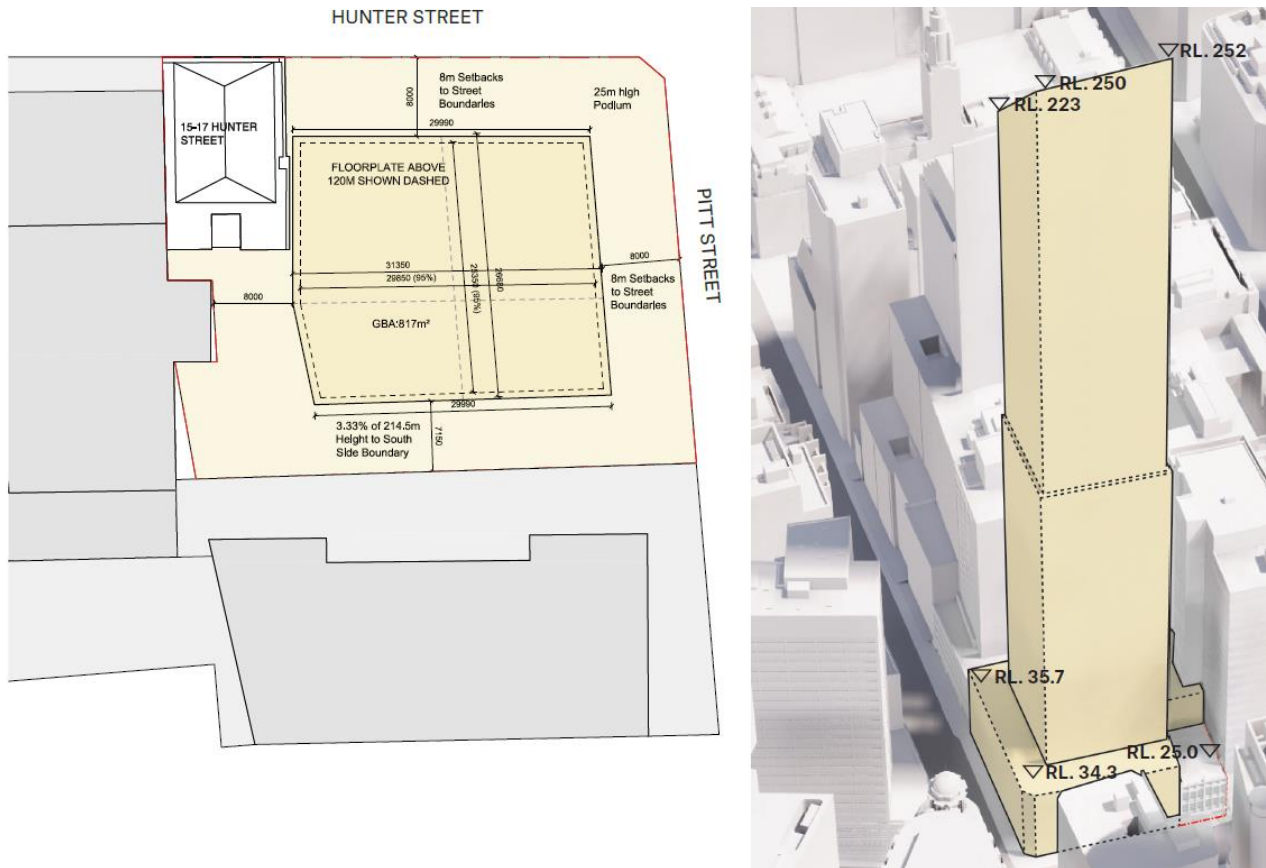 HUNTER STREET
8m Setbacks
to Street
Boundaries
25m high
Podium
8000
15-17 HUNTER
STREET
29990
FLOORPLATE ABOVE
120M SHOWN DASHED
PITT STREET
31350
29850 (95%)
25350 (95%)
26680
8000
8m Setbacks
to Street
Boundaries
8000
GBA:817m²
29990
3.33% of 214.5m
Height to South
Side Boundary
7150
RL. 252
RL. 250
RL. 223
RL. 35.7
RL. 25.0
RL. 34.3